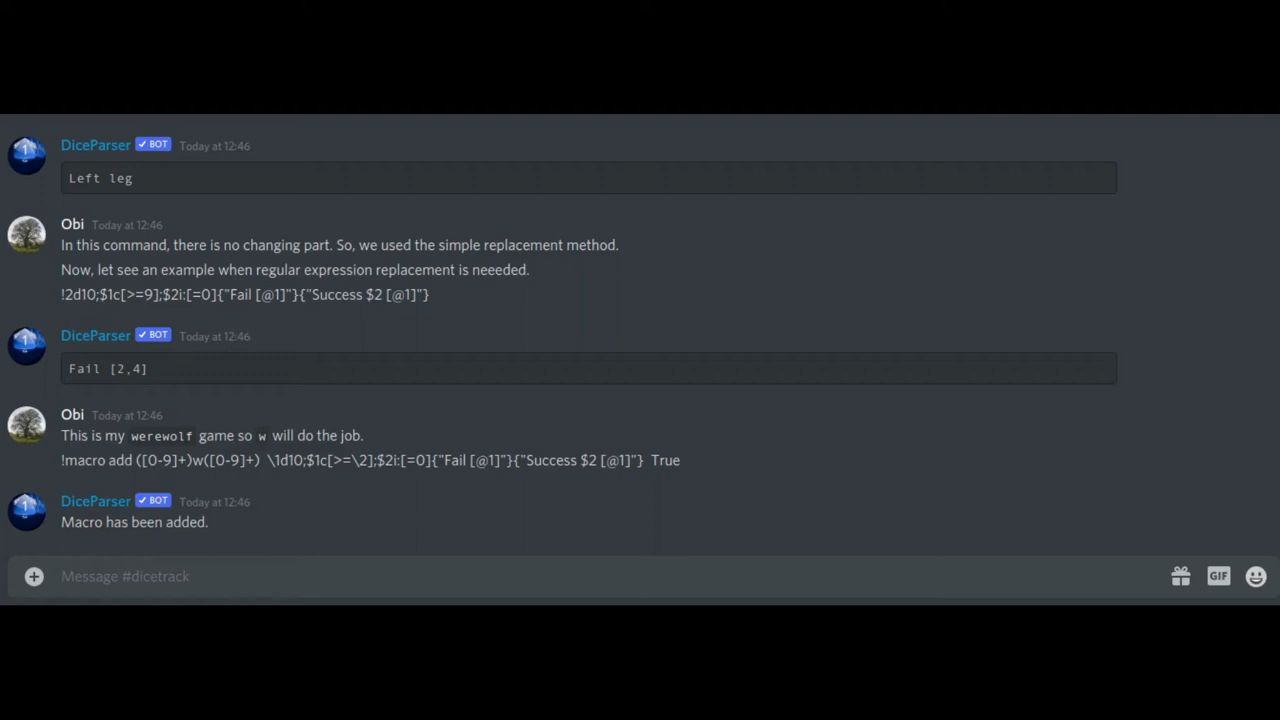 DiceParser ✓ BOT Today at 12:46
Left leg
Obi Today at 12:46
In this command, there is no changing part. So, we used the simple replacement method.
Now, let see an example when regular expression replacement is neeeded.
!2d10;$1c[>=9];$2i:[=0]{"Fail [@1]"}{"Success $2 [@1]"}
DiceParser ✓ BOT Today at 12:46
Fail [2,4]
Obi Today at 12:46
This is my werewolf game so w will do the job.
!macro add ([0-9]+)w([0-9]+) \1d10;$1c[>=\2];$2i:[=0]{"Fail [@1]"}{"Success $2 [@1]"} True
DiceParser ✓ BOT Today at 12:46
Macro has been added.
Message #dicetrack
GIF